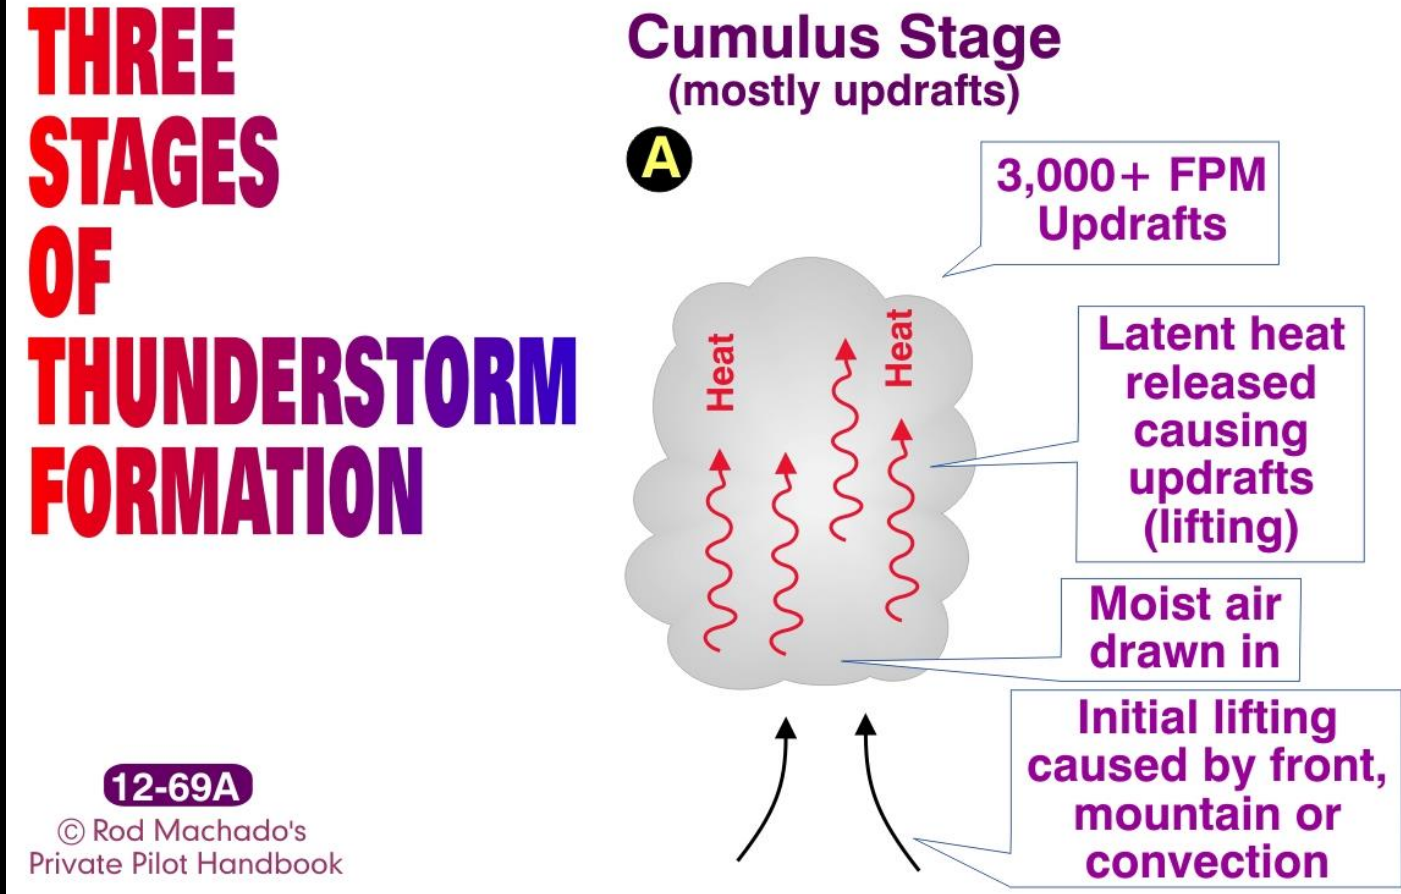 THREE
STAGES
OF
THUNDERSTORM
FORMATION
Cumulus Stage
(mostly updrafts)
A
3,000+ FPM
Updrafts
Heat
Heat
Latent heat
released
causing
updrafts
(lifting)
Moist air
drawn in
Initial lifting
caused by front,
mountain or
convection
12-69A
© Rod Machado's
Private Pilot Handbook